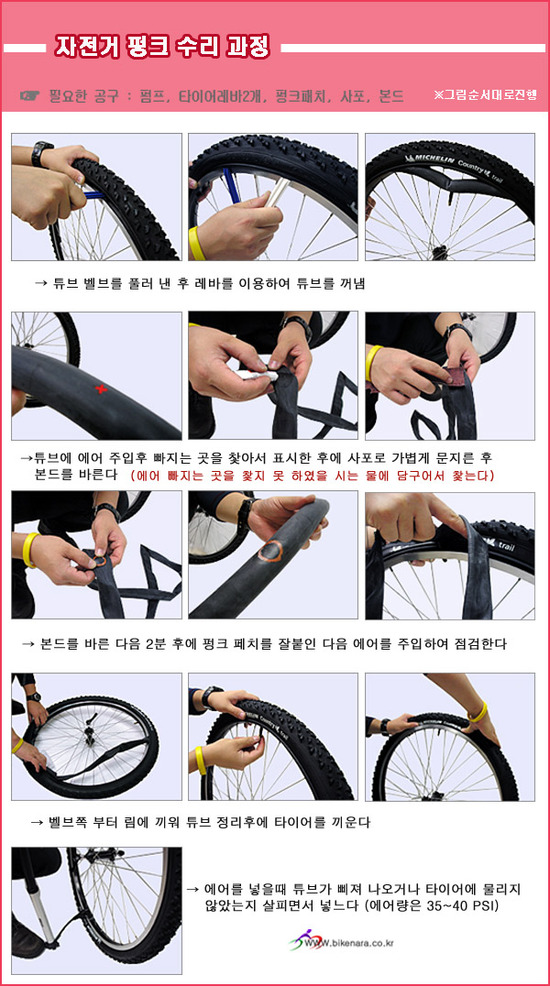 자전거 펑크 수리 과정
☞ 필요한 공구 : 펌프, 타이어레바2개, 펑크패치, 사포, 본드
※그림순서대로진행
MICHELIN Country trail
→ 튜브 벨브를 풀러 낸 후 레바를 이용하여 튜브를 꺼냄
→튜브에 에어 주입후 빠지는 곳을 찾아서 표시한 후에 사포로 가볍게 문지른 후
본드를 바른다 (에어 빠지는 곳을 찾지 못 하였을 시는 물에 담구어서 찾는다)
trail
→ 본드를 바른 다음 2분 후에 펑크 페치를 잘붙인 다음 에어를 주입하여 점검한다
MICHELIN Country trail
→ 벨브쪽 부터 림에 끼워 튜브 정리후에 타이어를 끼운다
→ 에어를 넣을때 튜브가 삐져 나오거나 타이어에 물리지
않았는지 살피면서 넣느다 (에어량은 35~40 PSI)
WWW.bikenara.co.kr